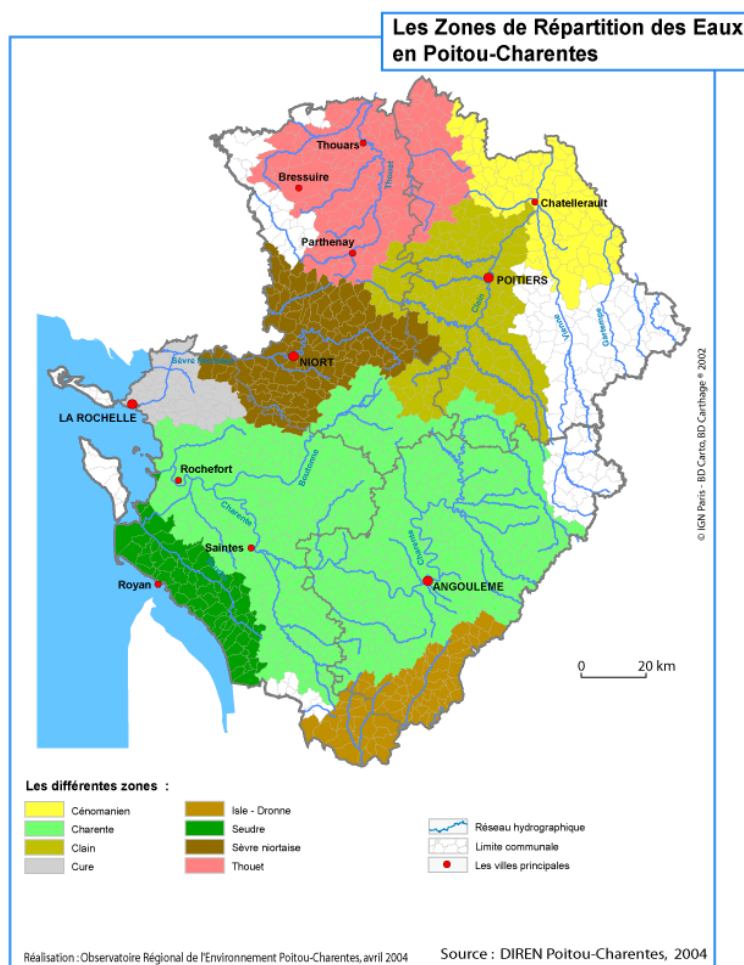 Les Zones de Répartition des Eaux
en Poitou-Charentes
Thouars
Bressuire
Thouet
Chatellerault
Parthenay
POITIERS
Clain
Vienne
Gartempe
Sèvre Niortaise
NIORT
LA ROCHELLE
Rochefort
Boutonne
Charente
Saintes
Charente
Royan
ANGOULEME
© IGN Paris - BD Carto, BD Carthage ® 2002
0 20 km
Les différentes zones :
Cénomanien
Charente
Clain
Cure
Isle - Dronne
Seudre
Sèvre niortaise
Thouet
Réseau hydrographique
Limite communale
Les villes principales
Réalisation : Observatoire Régional de l'Environnement Poitou-Charentes, avril 2004
Source : DIREN Poitou-Charentes, 2004